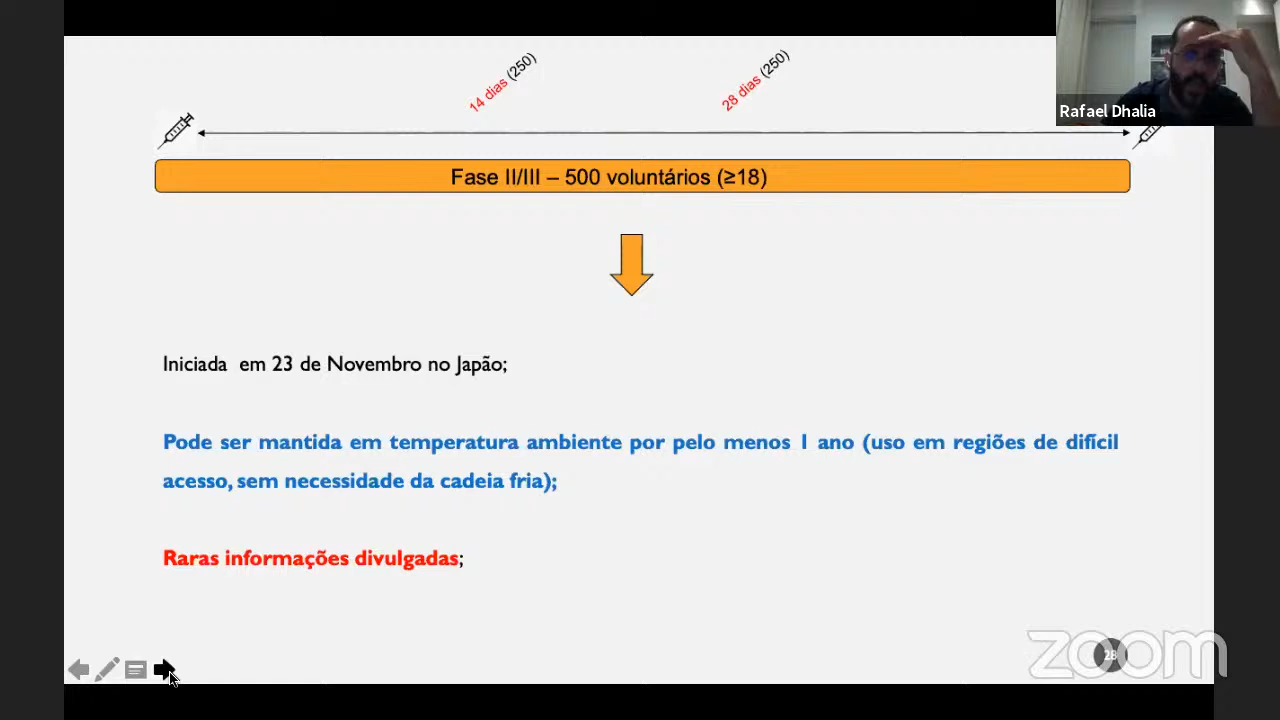 14 dias (250)
28 dias (250)
Rafael Dhalia
Fase II/III – 500 voluntários (≥18)
Iniciada  em 23 de Novembro no Japão;
Pode ser mantida em temperatura ambiente por pelo menos 1 ano (uso em regiões de difícil
acesso, sem necessidade da cadeia fria);
Raras informações divulgadas;
zoom
28